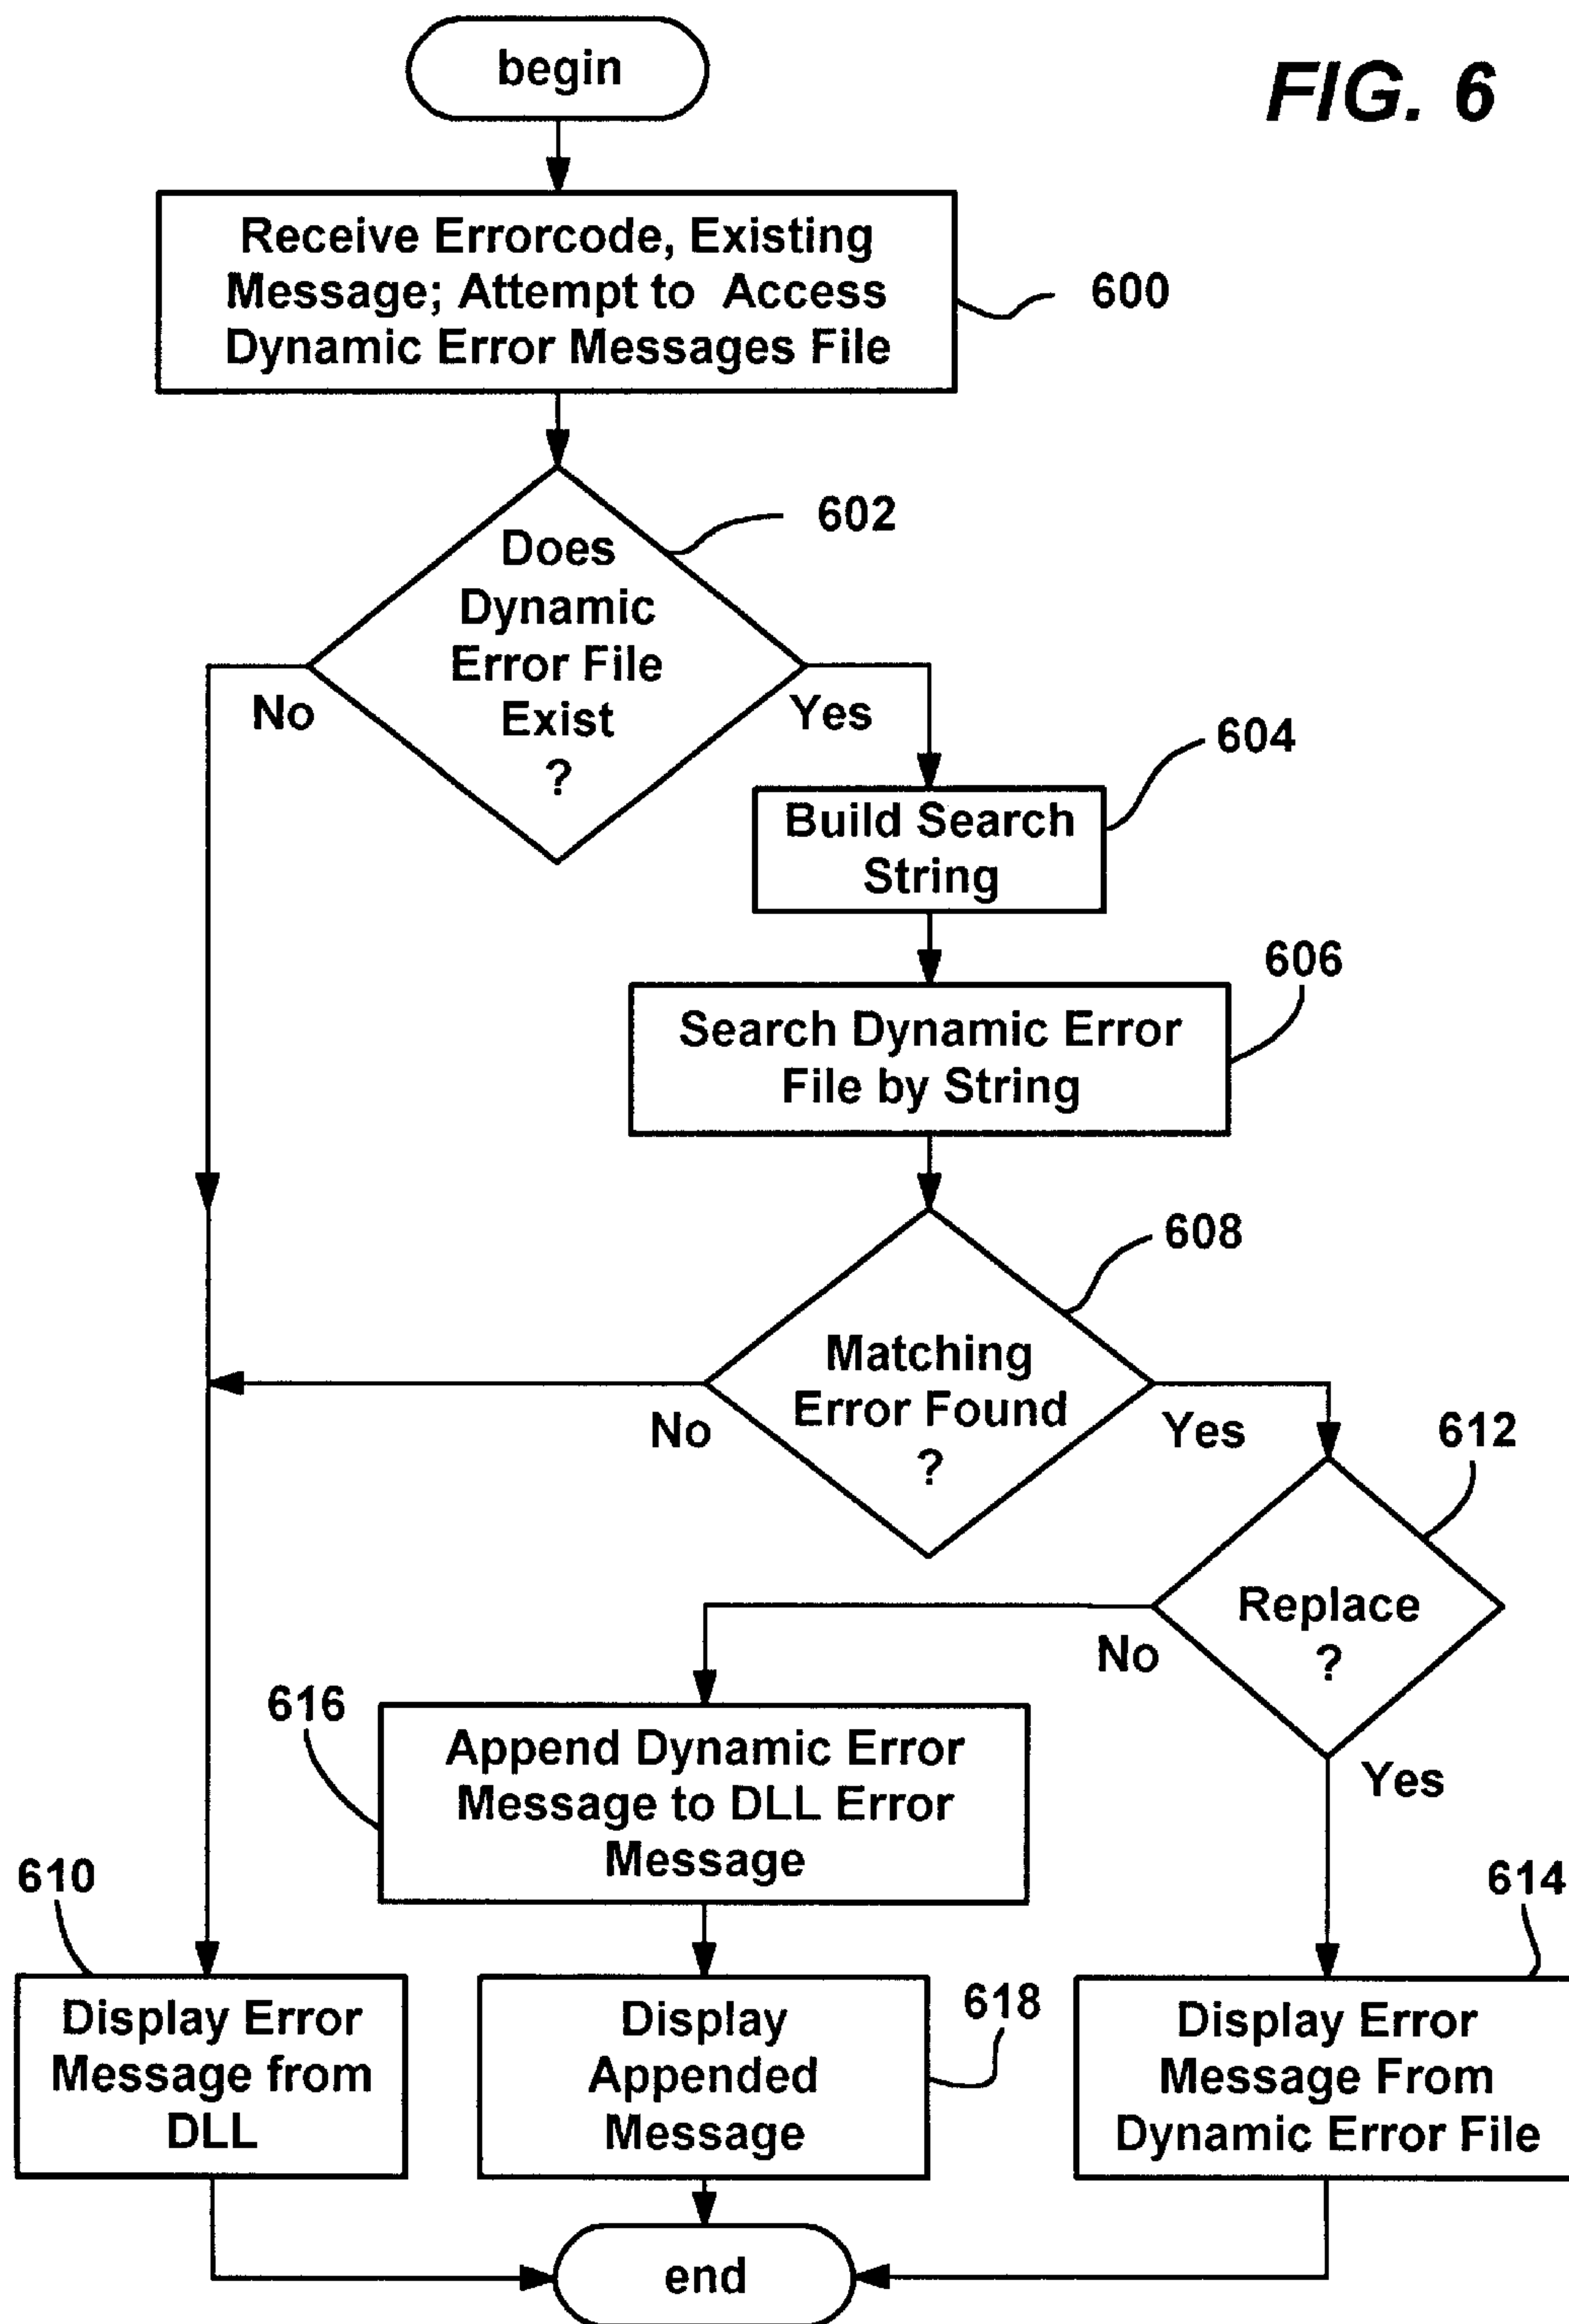 begin
FIG. 6
Receive Errorcode, Existing
Message; Attempt to Access
Dynamic Error Messages File
600
602
Does
Dynamic
Error File
Exist
?
No
Yes
604
Build Search
String
606
Search Dynamic Error
File by String
608
Matching
Error Found
?
No
Yes
612
Replace
?
No
Yes
616
Append Dynamic Error
Message to DLL Error
Message
610
614
Display Error
Message from
DLL
Display
Appended
Message
618
Display Error
Message From
Dynamic Error File
end